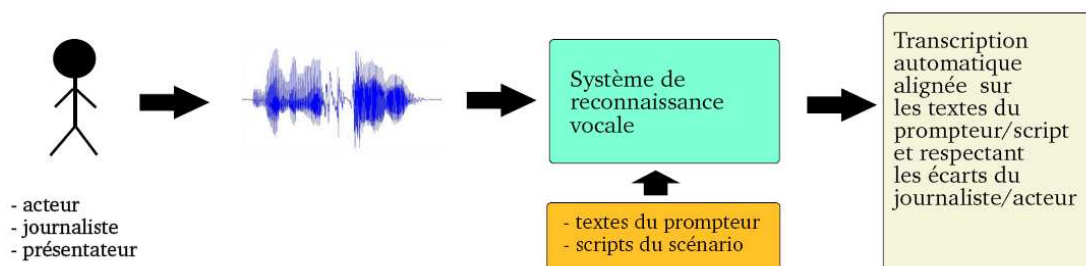 - acteur
- journaliste
- présentateur
Système de
reconnaissance
vocale
- textes du prompteur
- scripts du scénario
Transcription
automatique
alignée sur
les textes du
prompteur/script
et respectant
les écarts du
journaliste/acteur